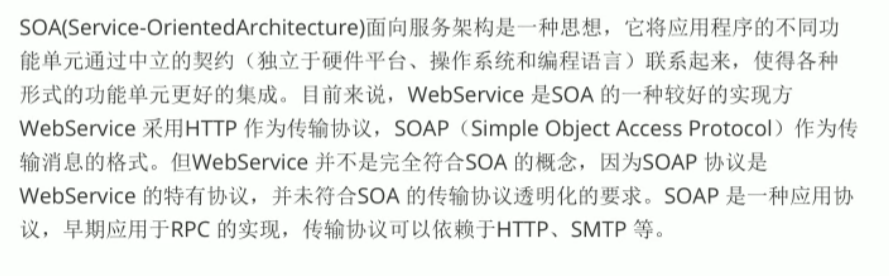 SOA(Service-OrientedArchitecture)面向服务架构是一种思想，它将应用程序的不同功
能单元通过中立的契约（独立于硬件平台、操作系统和编程语言）联系起来，使得各种
形式的功能单元更好的集成。目前来说，WebService 是SOA 的一种较好的实现方
WebService 采用HTTP 作为传输协议，SOAP（Simple Object Access Protocol）作为传
输消息的格式。但WebService 并不是完全符合SOA 的概念，因为SOAP 协议是
WebService 的特有协议，并未符合SOA 的传输协议透明化的要求。SOAP 是一种应用协
议，早期应用于RPC 的实现，传输协议可以依赖于HTTP、SMTP 等。